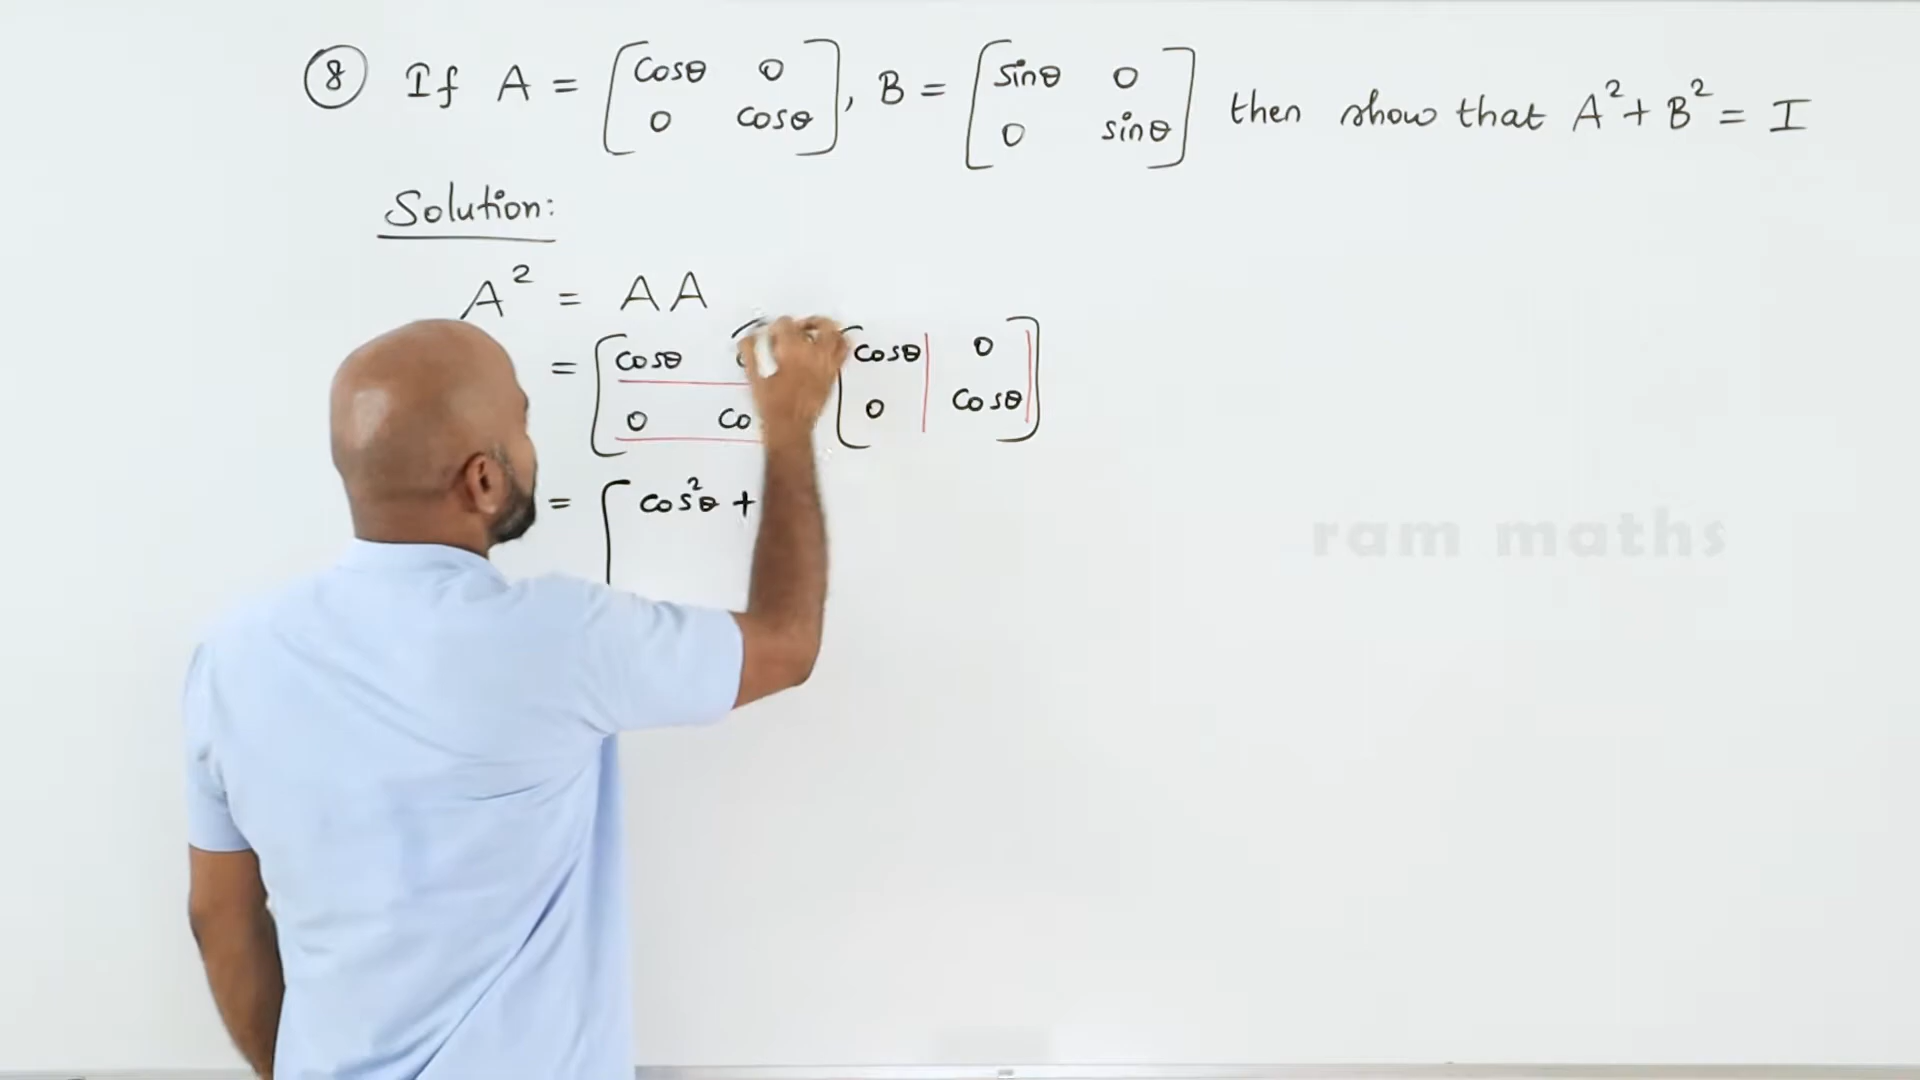 8 If A = [cosθ 0 0 cosθ], B = [sinθ 0 0 sinθ] then show that A² + B² = I
Solution:
A² = AA
= [cosθ 0 co] [cosθ 0 0 cosθ]
= [cos²θ +
ram maths